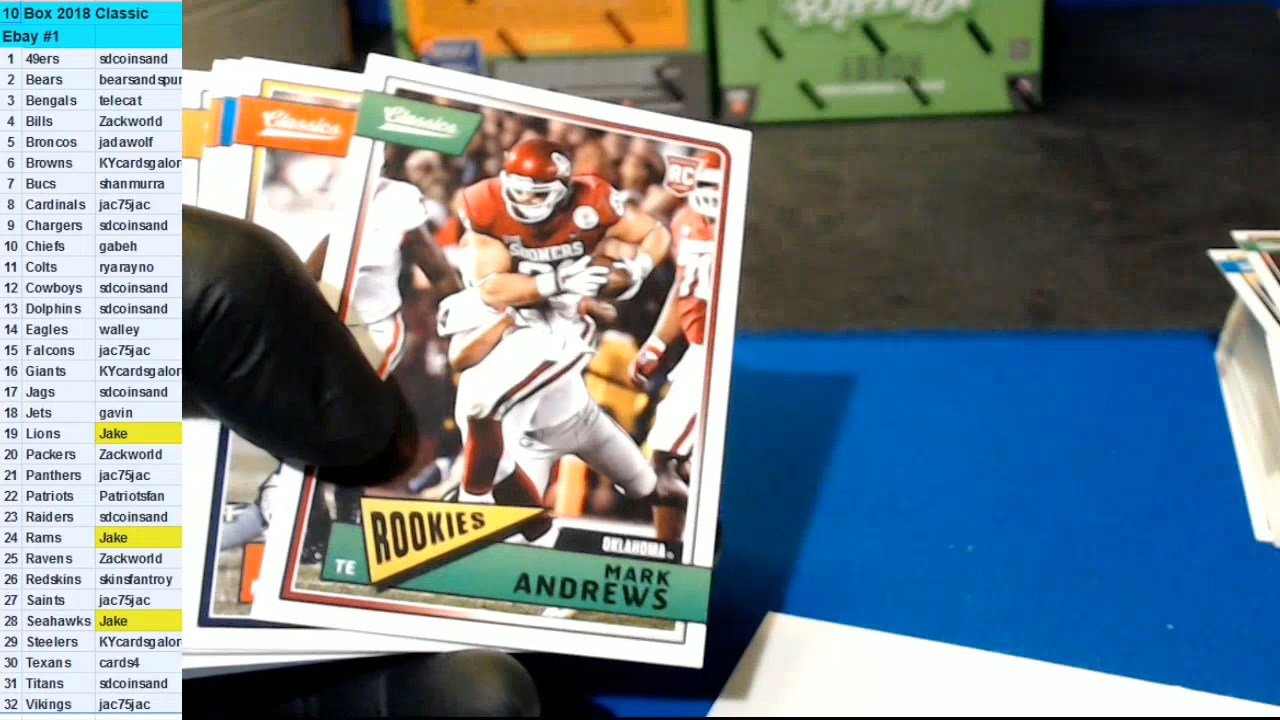 10 Box 2018 Classic
Ebay #1
1 49ers sdcoinsand
2 Bears bearsandspur
3 Bengals telecat
4 Bills Zackworld
5 Broncos jadawolf
6 Browns KYcardsgalor
7 Bucs shanmurra
8 Cardinals jac75jac
9 Chargers sdcoinsand
10 Chiefs gabeh
11 Colts ryarayno
12 Cowboys sdcoinsand
13 Dolphins sdcoinsand
14 Eagles walley
15 Falcons jac75jac
16 Giants KYcardsgalor
17 Jags sdcoinsand
18 Jets gavin
19 Lions Jake
20 Packers Zackworld
21 Panthers jac75jac
22 Patriots Patriotsfan
23 Raiders sdcoinsand
24 Rams Jake
25 Ravens Zackworld
26 Redskins skinsfantroy
27 Saints jac75jac
28 Seahawks Jake
29 Steelers KYcardsgalor
30 Texans cards4
31 Titans sdcoinsand
32 Vikings jac75jac
Classics
Classics
RC
SOONERS
ROOKIES
OKLAHOMA
TE
MARK
ANDREWS
Classics
HOBBY